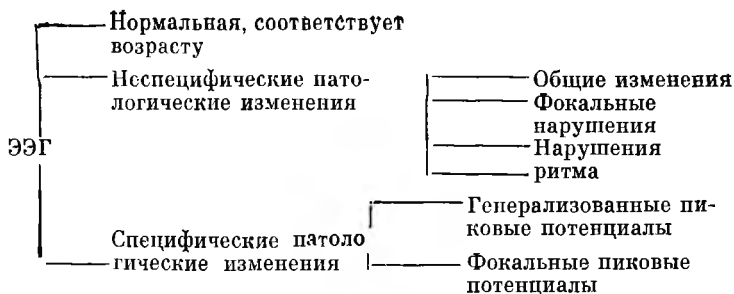 Нормальная, соответствует
возрасту
Неспецифические пато-
логические изменения
Общие изменения
Фокальные
нарушения
Нарушения
ритма
ЭЭГ
Генерализованные пи-
ковые потенциалы
Специфические патоло
гические изменения
Фокальные пиковые
потенциалы